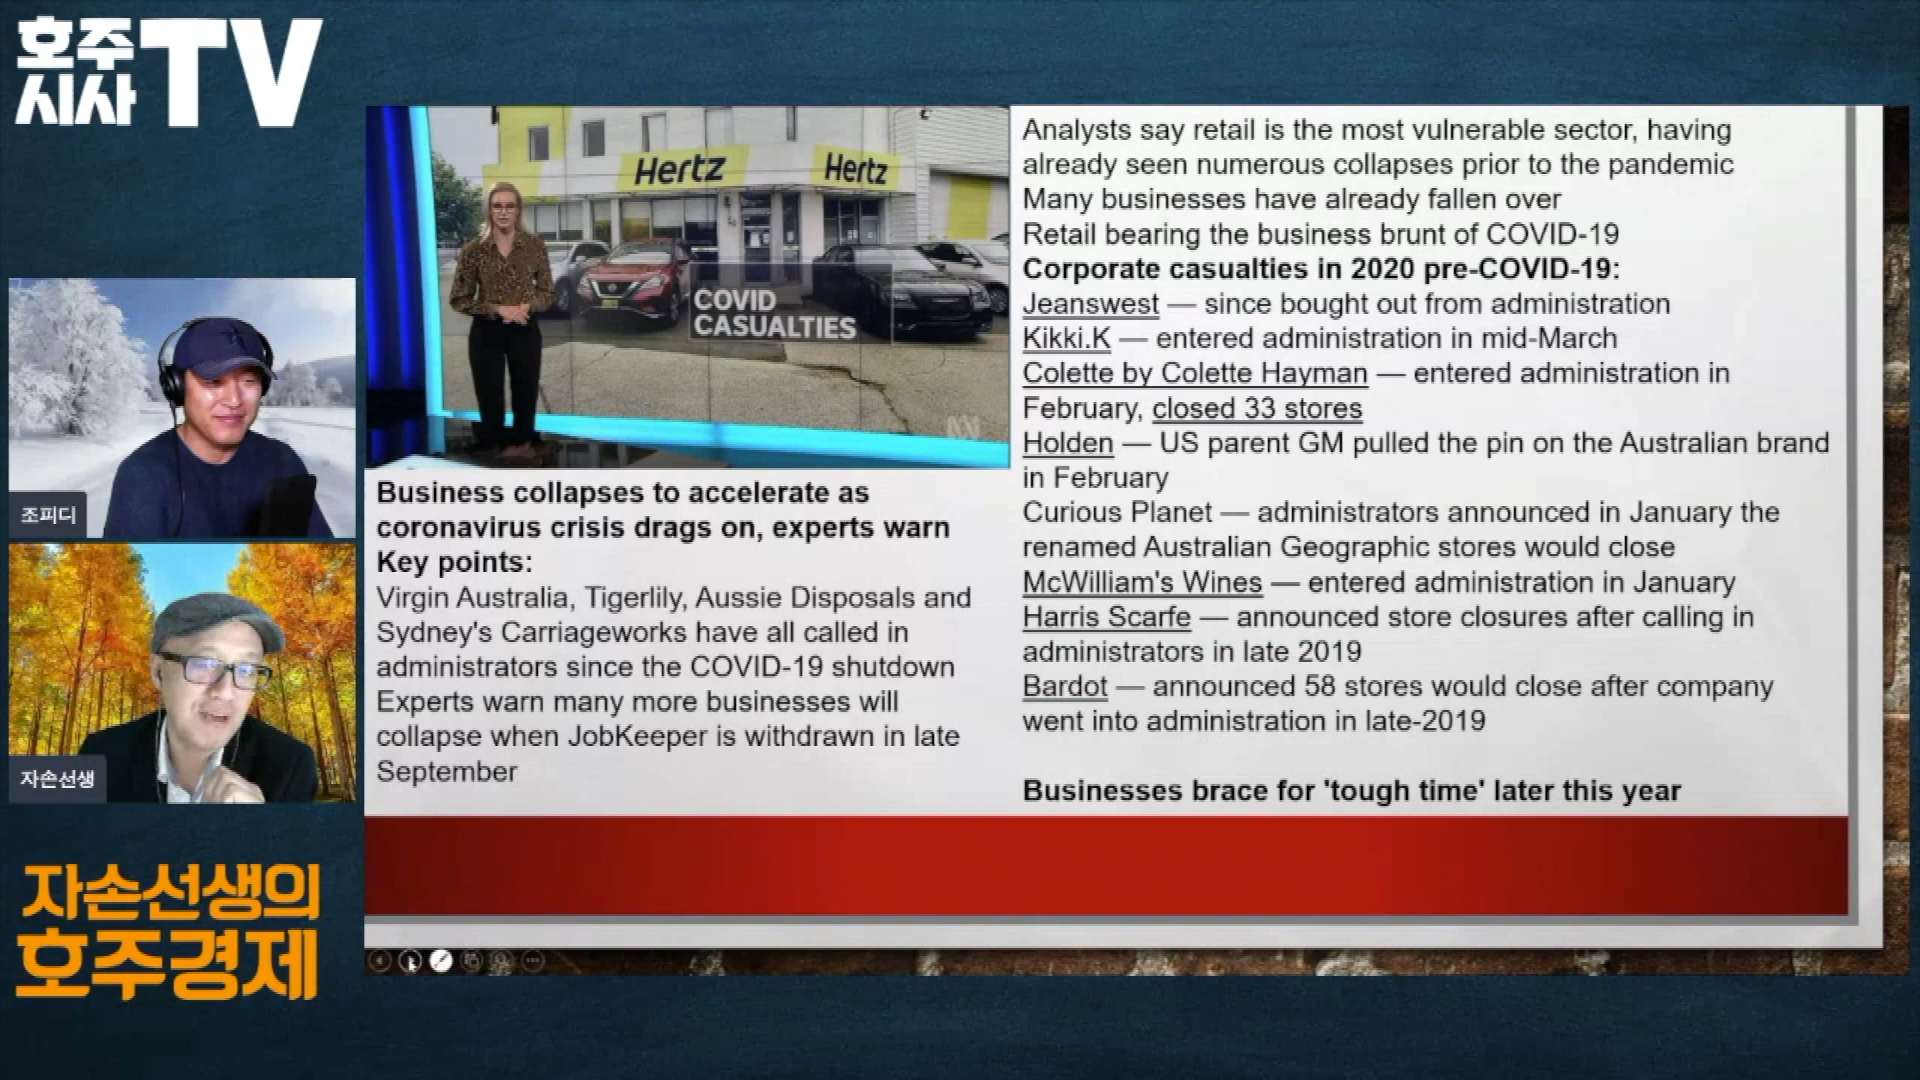 호주
시사 TV
조피디
자손선생
자손선생의
호주경제
Hertz Hertz
COVID
CASUALTIES
Business collapses to accelerate as
coronavirus crisis drags on, experts warn
Key points:
Virgin Australia, Tigerlily, Aussie Disposals and
Sydney's Carriageworks have all called in
administrators since the COVID-19 shutdown
Experts warn many more businesses will
collapse when JobKeeper is withdrawn in late
September
Analysts say retail is the most vulnerable sector, having
already seen numerous collapses prior to the pandemic
Many businesses have already fallen over
Retail bearing the business brunt of COVID-19
Corporate casualties in 2020 pre-COVID-19:
Jeanswest — since bought out from administration
Kikki.K — entered administration in mid-March
Colette by Colette Hayman — entered administration in
February, closed 33 stores
Holden — US parent GM pulled the pin on the Australian brand
in February
Curious Planet — administrators announced in January the
renamed Australian Geographic stores would close
McWilliam's Wines — entered administration in January
Harris Scarfe — announced store closures after calling in
administrators in late 2019
Bardot — announced 58 stores would close after company
went into administration in late-2019
Businesses brace for 'tough time' later this year